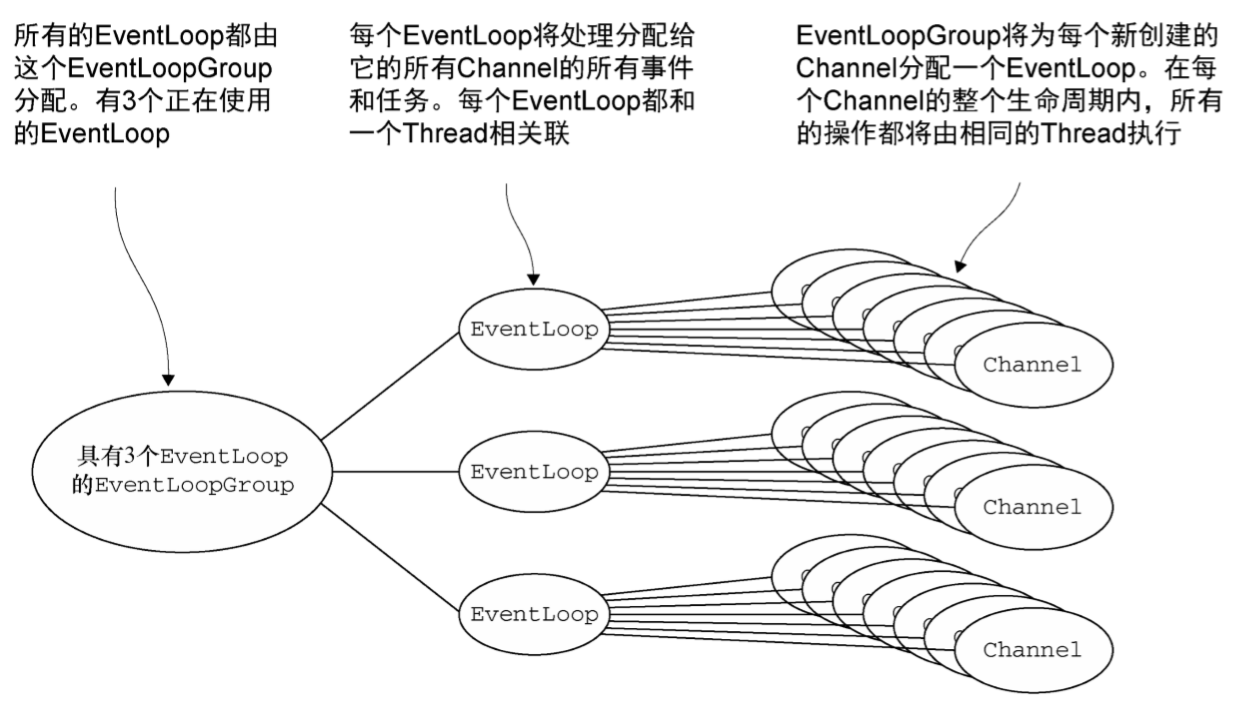 所有的EventLoop都由
这个EventLoopGroup
分配。有3个正在使用
的EventLoop
每个EventLoop将处理分配给
它的所有Channel的所有事件
和任务。每个EventLoop都和
一个Thread相关联
EventLoopGroup将为每个新创建的
Channel分配一个EventLoop。在每
个Channel的整个生命周期内，所有
的操作都将由相同的Thread执行
具有3个EventLoop
的EventLoopGroup
EventLoop
Channel
EventLoop
Channel
EventLoop
Channel